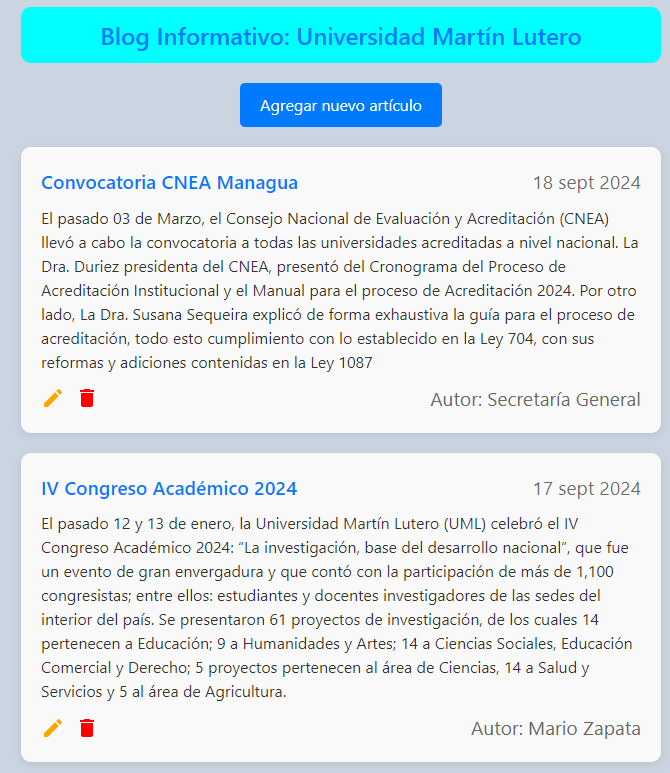 Blog Informativo: Universidad Martín Lutero
Agregar nuevo artículo
Convocatoria CNEA Managua 18 sept 2024
El pasado 03 de Marzo, el Consejo Nacional de Evaluación y Acreditación (CNEA)
llevó a cabo la convocatoria a todas las universidades acreditadas a nivel nacional. La
Dra. Duriez presidenta del CNEA, presentó del Cronograma del Proceso de
Acreditación Institucional y el Manual para el proceso de Acreditación 2024. Por otro
lado, La Dra. Susana Sequeira explicó de forma exhaustiva la guía para el proceso de
acreditación, todo esto cumplimiento con lo establecido en la Ley 704, con sus
reformas y adiciones contenidas en la Ley 1087
Autor: Secretaría General
IV Congreso Académico 2024 17 sept 2024
El pasado 12 y 13 de enero, la Universidad Martín Lutero (UML) celebró el IV
Congreso Académico 2024: “La investigación, base del desarrollo nacional”, que fue
un evento de gran envergadura y que contó con la participación de más de 1,100
congresistas; entre ellos: estudiantes y docentes investigadores de las sedes del
interior del país. Se presentaron 61 proyectos de investigación, de los cuales 14
pertenecen a Educación; 9 a Humanidades y Artes; 14 a Ciencias Sociales, Educación
Comercial y Derecho; 5 proyectos pertenecen al área de Ciencias, 14 a Salud y
Servicios y 5 al área de Agricultura.
Autor: Mario Zapata